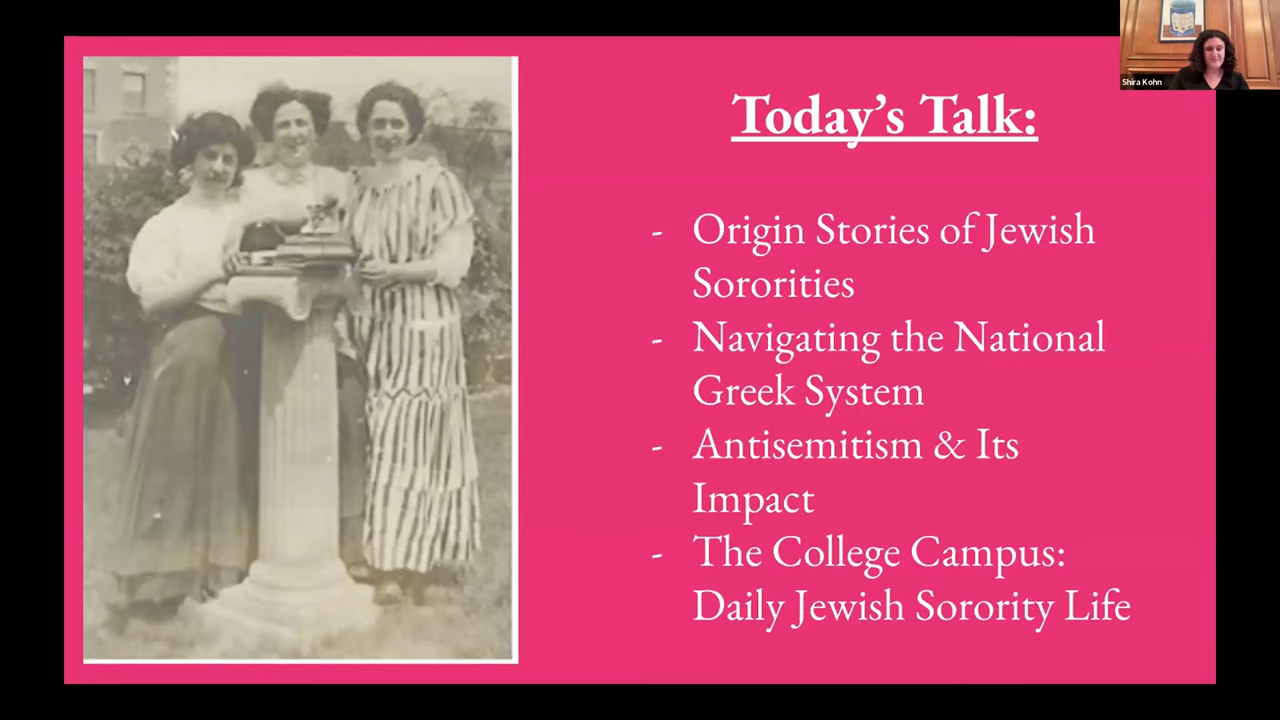 Shira Kohn
Today's Talk:
- Origin Stories of Jewish
Sororities
- Navigating the National
Greek System
- Antisemitism & Its
Impact
- The College Campus:
Daily Jewish Sorority Life